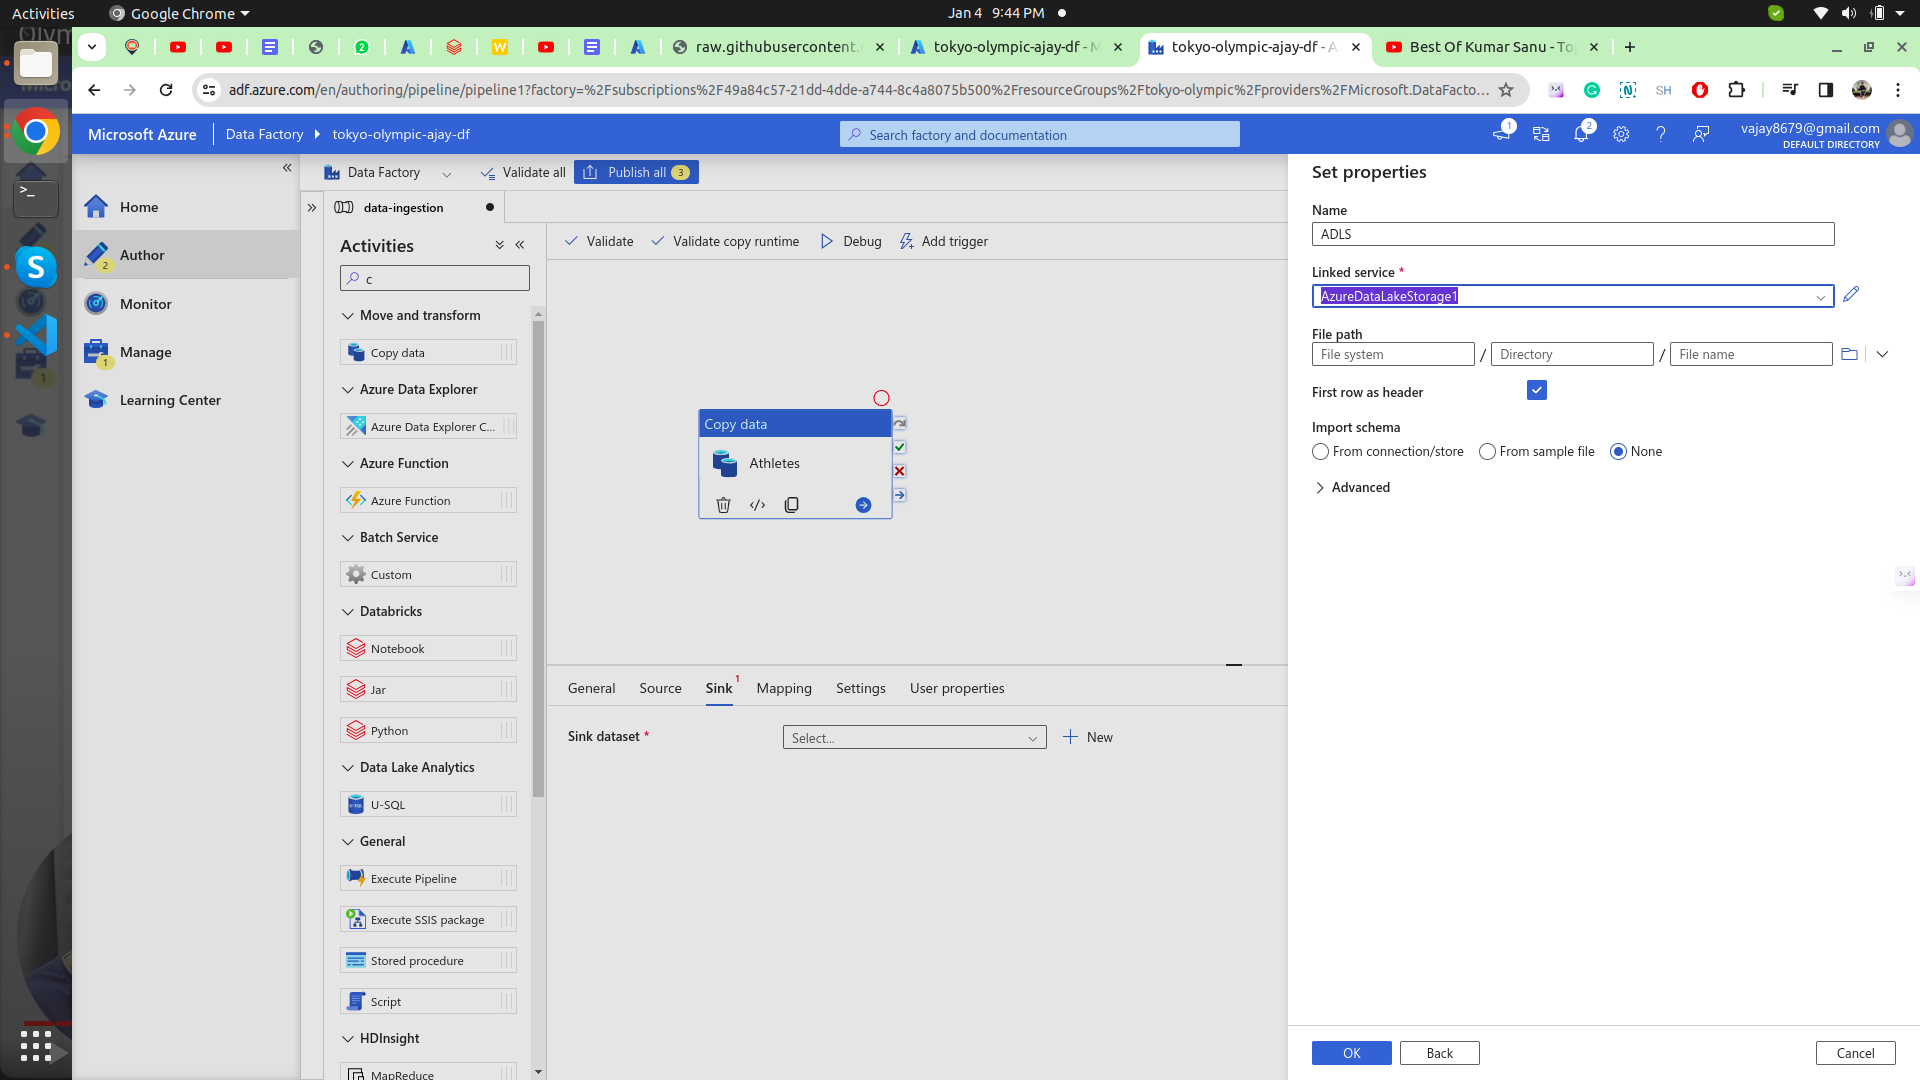 Activities
Google Chrome
Jan 4 9:44 PM
2
raw.githubusercontent.
tokyo-olympic-ajay-df - M
tokyo-olympic-ajay-df - A
Best Of Kumar Sanu - To
adf.azure.com/en/authoring/pipeline/pipeline1?factory=%2Fsubscriptions%2F49a84c57-21dd-4dde-a744-8c4a8075b500%2FresourceGroups%2Ftokyo-olympic%2Fproviders%2FMicrosoft.DataFacto...
SH
Microsoft Azure
Data Factory
tokyo-olympic-ajay-df
Search factory and documentation
1
2
vajay8679@gmail.com
DEFAULT DIRECTORY
Home
Author
2
Monitor
Manage
1
Learning Center
Data Factory
Validate all
Publish all 3
data-ingestion
Activities
c
Move and transform
Copy data
Azure Data Explorer
Azure Data Explorer C...
Azure Function
Azure Function
Batch Service
Custom
Databricks
Notebook
Jar
Python
Data Lake Analytics
U-SQL
General
Execute Pipeline
Execute SSIS package
Stored procedure
Script
HDInsight
MapReduce
Validate
Validate copy runtime
Debug
Add trigger
Copy data
Athletes
General
Source
Sink 1
Mapping
Settings
User properties
Sink dataset *
Select...
New
Set properties
Name
ADLS
Linked service *
AzureDataLakeStorage1
File path
File system / Directory / File name
First row as header
Import schema
From connection/store
From sample file
None
Advanced
OK
Back
Cancel